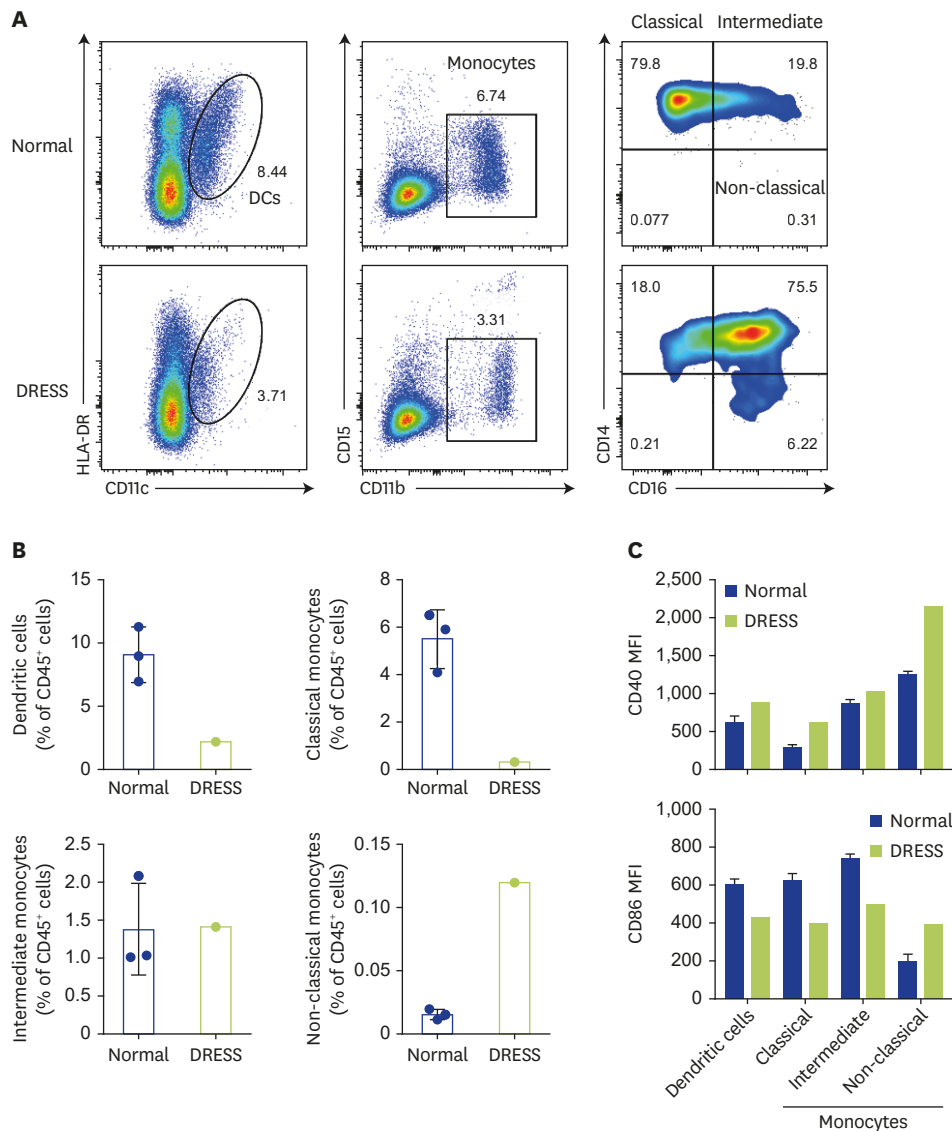 A
Classical Intermediate
Normal
8.44
DCs
Monocytes
6.74
79.8 19.8
Non-classical
0.077 0.31
DRESS
3.71
3.31
18.0 75.5
0.21 6.22
HLA-DR
CD11c
CD15
CD11b
CD14
CD16
B
Dendritic cells
(% of CD45+ cells)
15
10
5
0
Normal DRESS
Classical monocytes
(% of CD45+ cells)
8
6
4
2
0
Normal DRESS
Intermediate monocytes
(% of CD45+ cells)
2.5
2.0
1.5
1.0
0.5
0
Normal DRESS
Non-classical monocytes
(% of CD45+ cells)
0.15
0.10
0.05
0
Normal DRESS
C
CD40 MFI
2,500
2,000
1,500
1,000
500
0
Normal
DRESS
CD86 MFI
1,000
800
600
400
200
0
Normal
DRESS
Dendritic cells
Classical
Intermediate
Non-classical
Monocytes